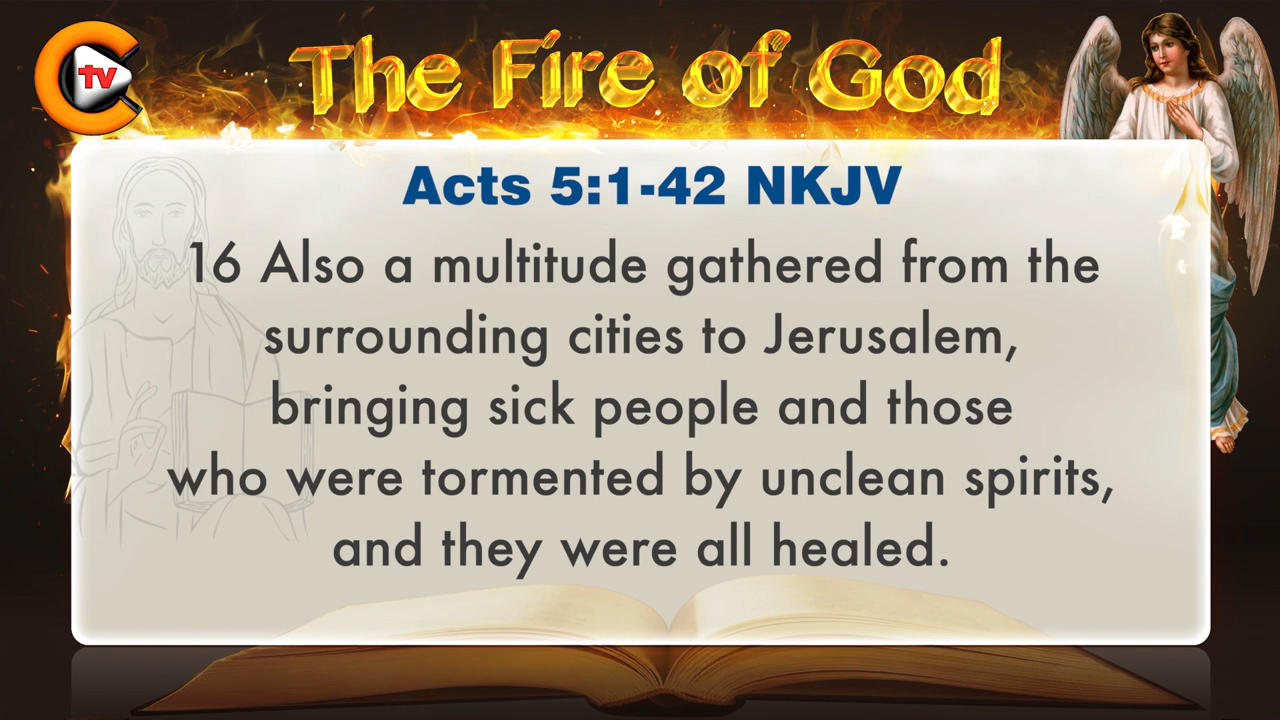 tv
The Fire of God
Acts 5:1-42 NKJV
16 Also a multitude gathered from the
surrounding cities to Jerusalem,
bringing sick people and those
who were tormented by unclean spirits,
and they were all healed.